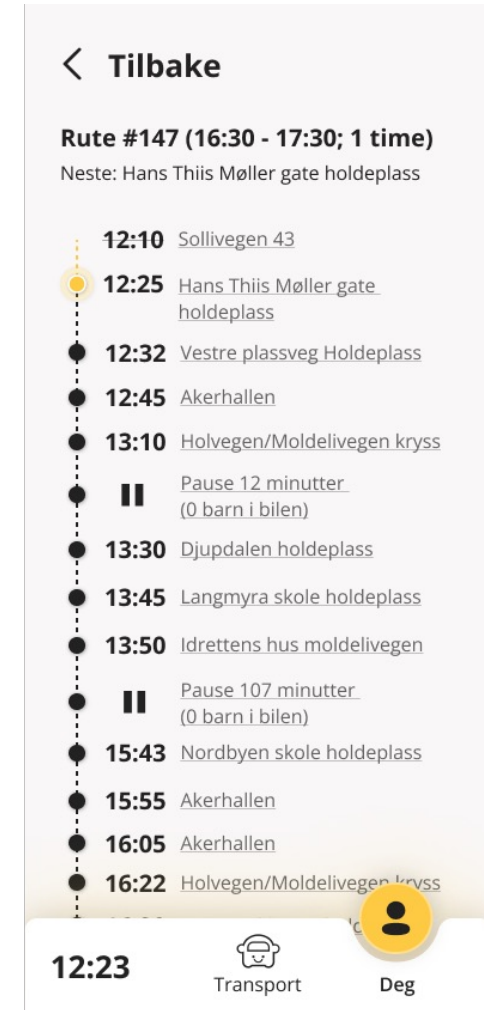 Tilbake
Rute #147 (16:30 - 17:30; 1 time)
Neste: Hans Thiis Møller gate holdeplass
12:10 Sollivegen 43
12:25 Hans Thiis Møller gate
holdeplass
12:32 Vestre plassveg Holdeplass
12:45 Akerhallen
13:10 Holvegen/Moldelivegen kryss
Pause 12 minutter
(0 barn i bilen)
13:30 Djupdalen holdeplass
13:45 Langmyra skole holdeplass
13:50 Idrettens hus moldelivegen
Pause 107 minutter
(0 barn i bilen)
15:43 Nordbyen skole holdeplass
15:55 Akerhallen
16:05 Akerhallen
16:22 Holvegen/Moldelivegen kryss
12:23
Transport
Deg